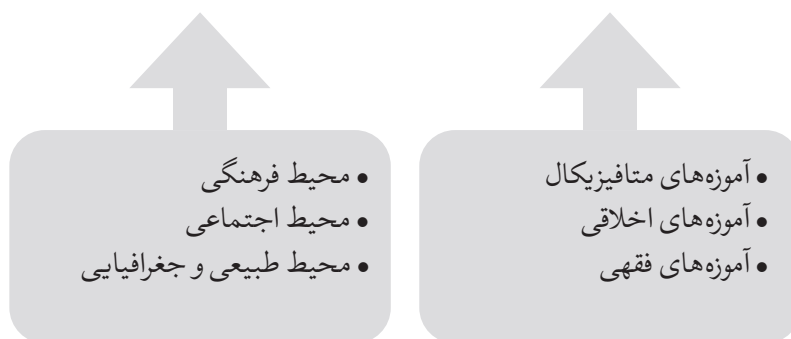 • آموزه‌های متافیزیکال
• آموزه‌های اخلاقی
• آموزه‌های فقهی
• محیط فرهنگی
• محیط اجتماعی
• محیط طبیعی و جغرافیایی